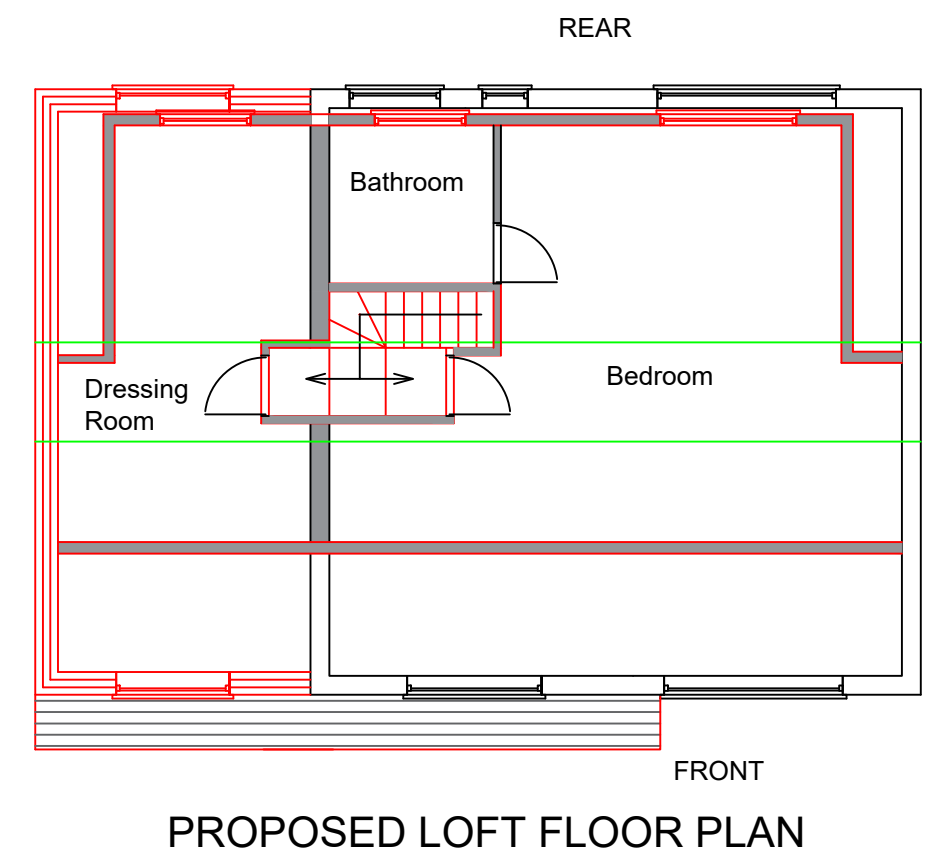 REAR
Bathroom
Bedroom
Dressing
Room
FRONT
PROPOSED LOFT FLOOR PLAN